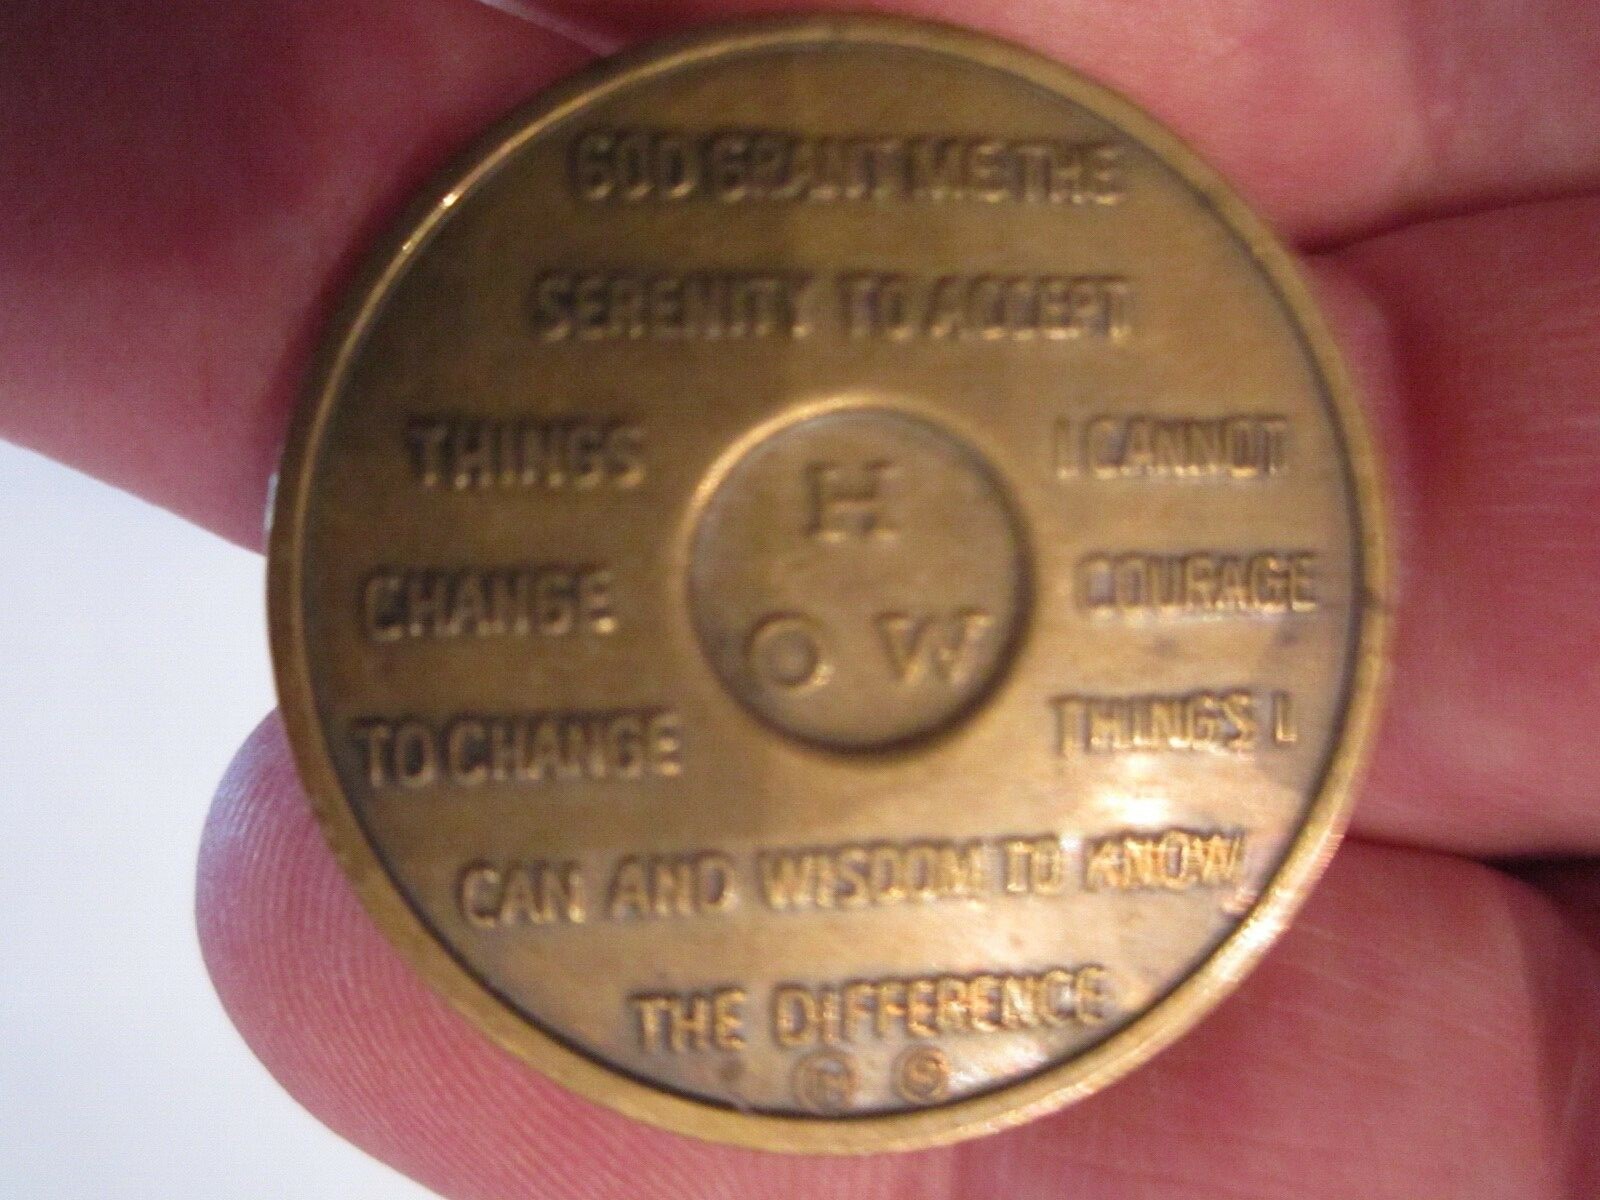 GOD GRANT ME THE
SERENITY TO ACCEPT
THINGS I CANNOT
H
CHANGE COURAGE
O W
TO CHANGE THINGS I
CAN AND WISDOM TO KNOW
THE DIFFERENCE
© S